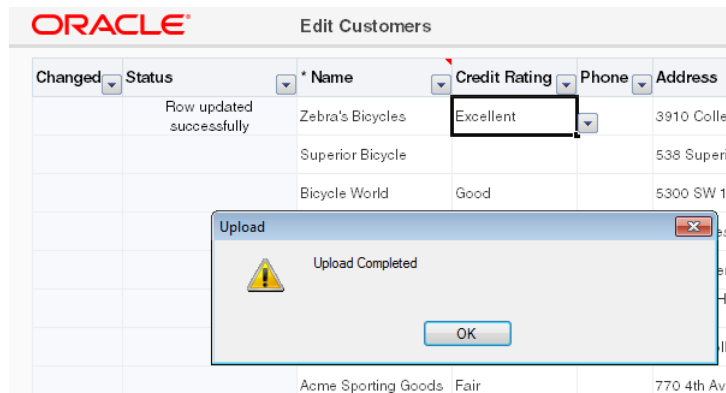 ORACLE Edit Customers
Changed Status * Name Credit Rating Phone Address
Row updated
successfully
Zebra's Bicycles Excellent 3910 Colle
Superior Bicycle 538 Superi
Bicycle World Good 5300 SW 1
Upload
Upload Completed
OK
Acme Sporting Goods Fair 770 4th Av